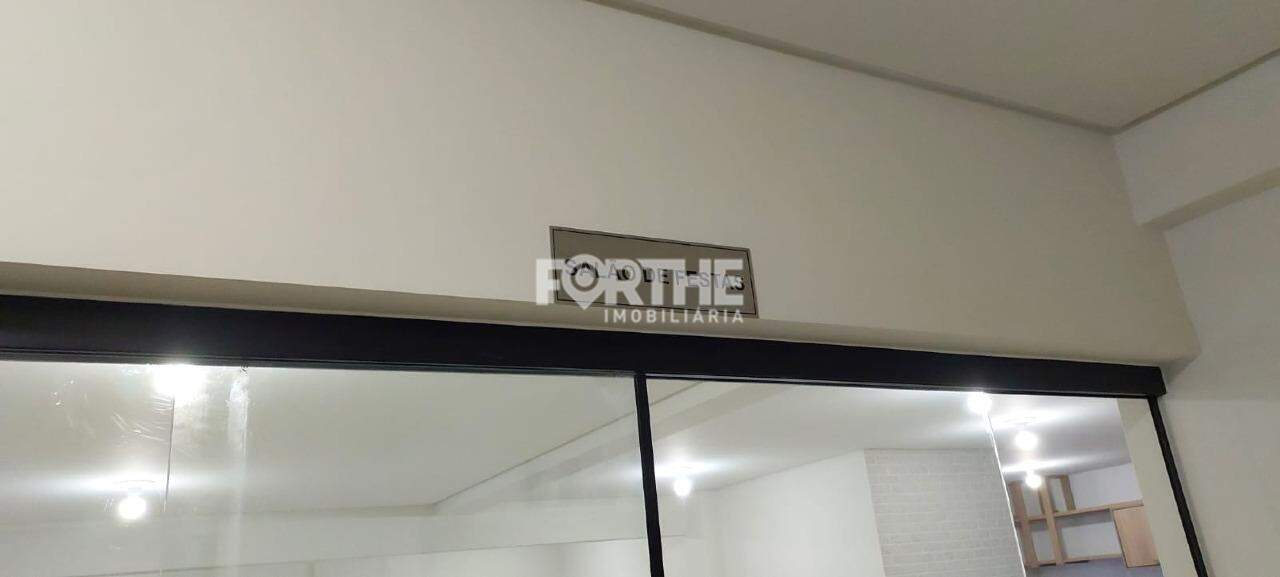 SALÃO DE FESTAS
FORTHE
IMOBILIÁRIA